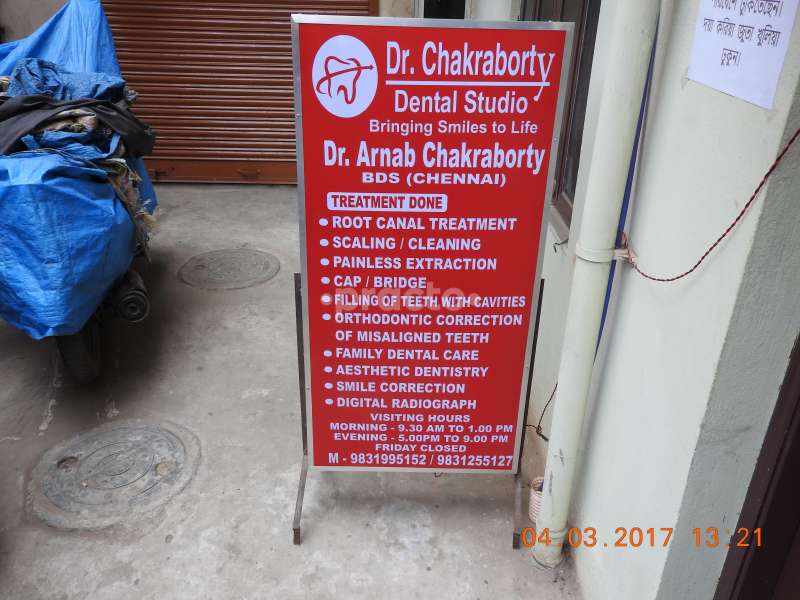 Dr. Chakraborty
Dental Studio
Bringing Smiles to Life
Dr. Arnab Chakraborty
BDS (CHENNAI)
TREATMENT DONE
• ROOT CANAL TREATMENT
• SCALING / CLEANING
• PAINLESS EXTRACTION
• CAP / BRIDGE
• FILLING OF TEETH WITH CAVITIES
• ORTHODONTIC CORRECTION
OF MISALIGNED TEETH
• FAMILY DENTAL CARE
• AESTHETIC DENTISTRY
• SMILE CORRECTION
• DIGITAL RADIOGRAPH
VISITING HOURS
MORNING - 9.30 AM TO 1.00 PM
EVENING - 5.00PM TO 9.00 PM
FRIDAY CLOSED
M - 9831995152 / 9831255127
practo
দয়া করিয়া জুতা খুলিয়া
ঢুকুন।
04.03.2017 13:21